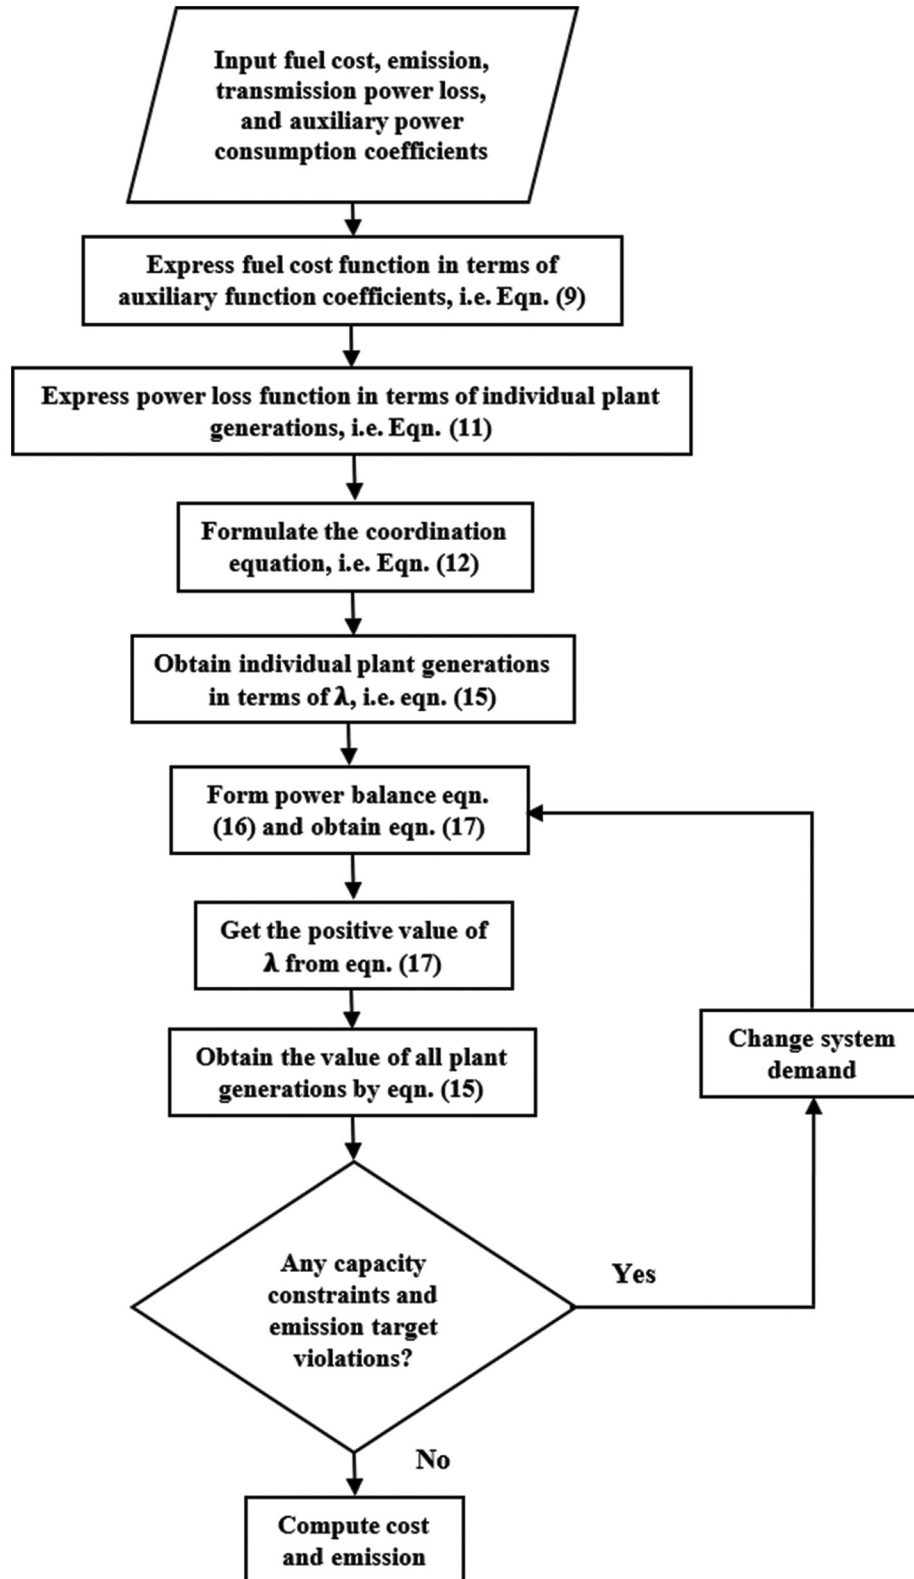 Input fuel cost, emission,
transmission power loss,
and auxiliary power
consumption coefficients
Express fuel cost function in terms of
auxiliary function coefficients, i.e. Eqn. (9)
Express power loss function in terms of individual plant
generations, i.e. Eqn. (11)
Formulate the coordination
equation, i.e. Eqn. (12)
Obtain individual plant generations
in terms of λ, i.e. eqn. (15)
Form power balance eqn.
(16) and obtain eqn. (17)
Get the positive value of
λ from eqn. (17)
Obtain the value of all plant
generations by eqn. (15)
Change system
demand
Any capacity
constraints and
emission target
violations?
Yes
No
Compute cost
and emission